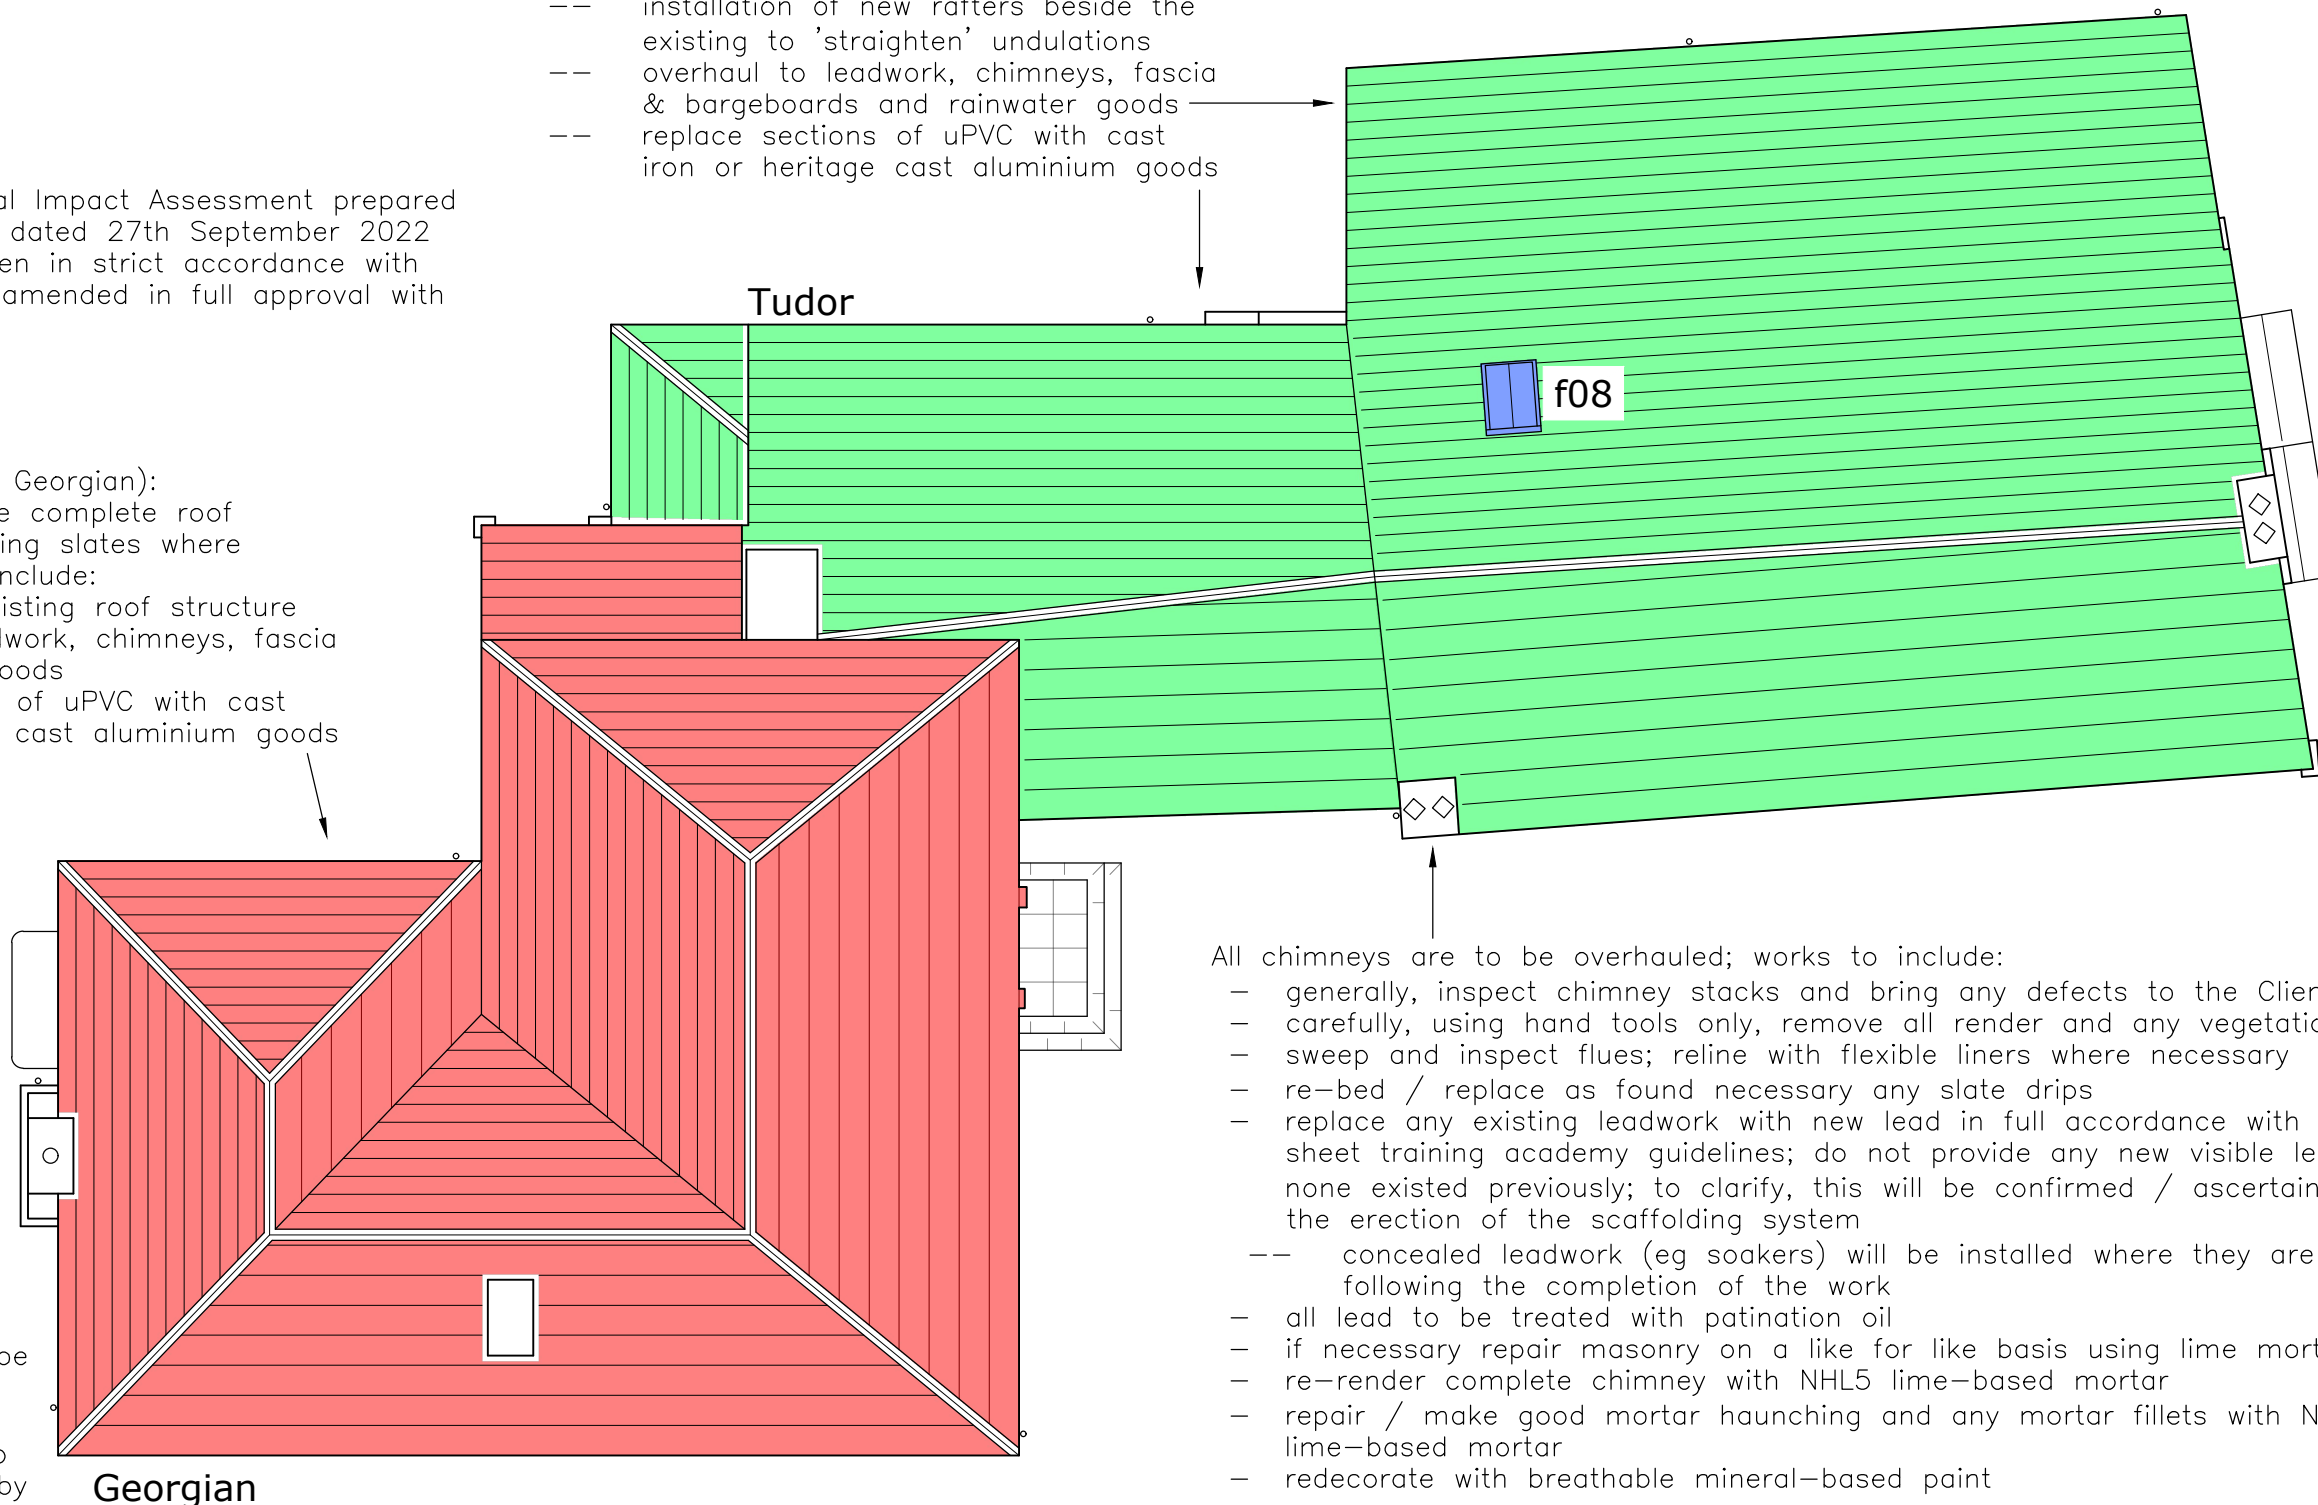 -- installation of new rafters beside the
existing to 'straighten' undulations
-- overhaul to leadwork, chimneys, fascia
& bargeboards and rainwater goods
-- replace sections of uPVC with cast
iron or heritage cast aluminium goods
Impact Assessment prepared
dated 27th September 2022
in strict accordance with
amended in full approval with
Tudor
f08
Georgian):
complete roof
slates where
include:
roof structure
chimneys, fascia
of uPVC with cast
cast aluminium goods
All chimneys are to be overhauled; works to include:
- generally, inspect chimney stacks and bring any defects to the
- carefully, using hand tools only, remove all render and any
- sweep and inspect flues; reline with flexible liners where necessary
- re-bed / replace as found necessary any slate drips
- replace any existing leadwork with new lead in full accordance with
sheet training academy guidelines; do not provide any new visible
none existed previously; to clarify, this will be confirmed /
the erection of the scaffolding system
-- concealed leadwork (eg soakers) will be installed where they are
following the completion of the work
- all lead to be treated with patination oil
- if necessary repair masonry on a like for like basis using lime
- re-render complete chimney with NHL5 lime-based mortar
- repair / make good mortar haunching and any mortar fillets with
lime-based mortar
- redecorate with breathable mineral-based paint
by
Georgian